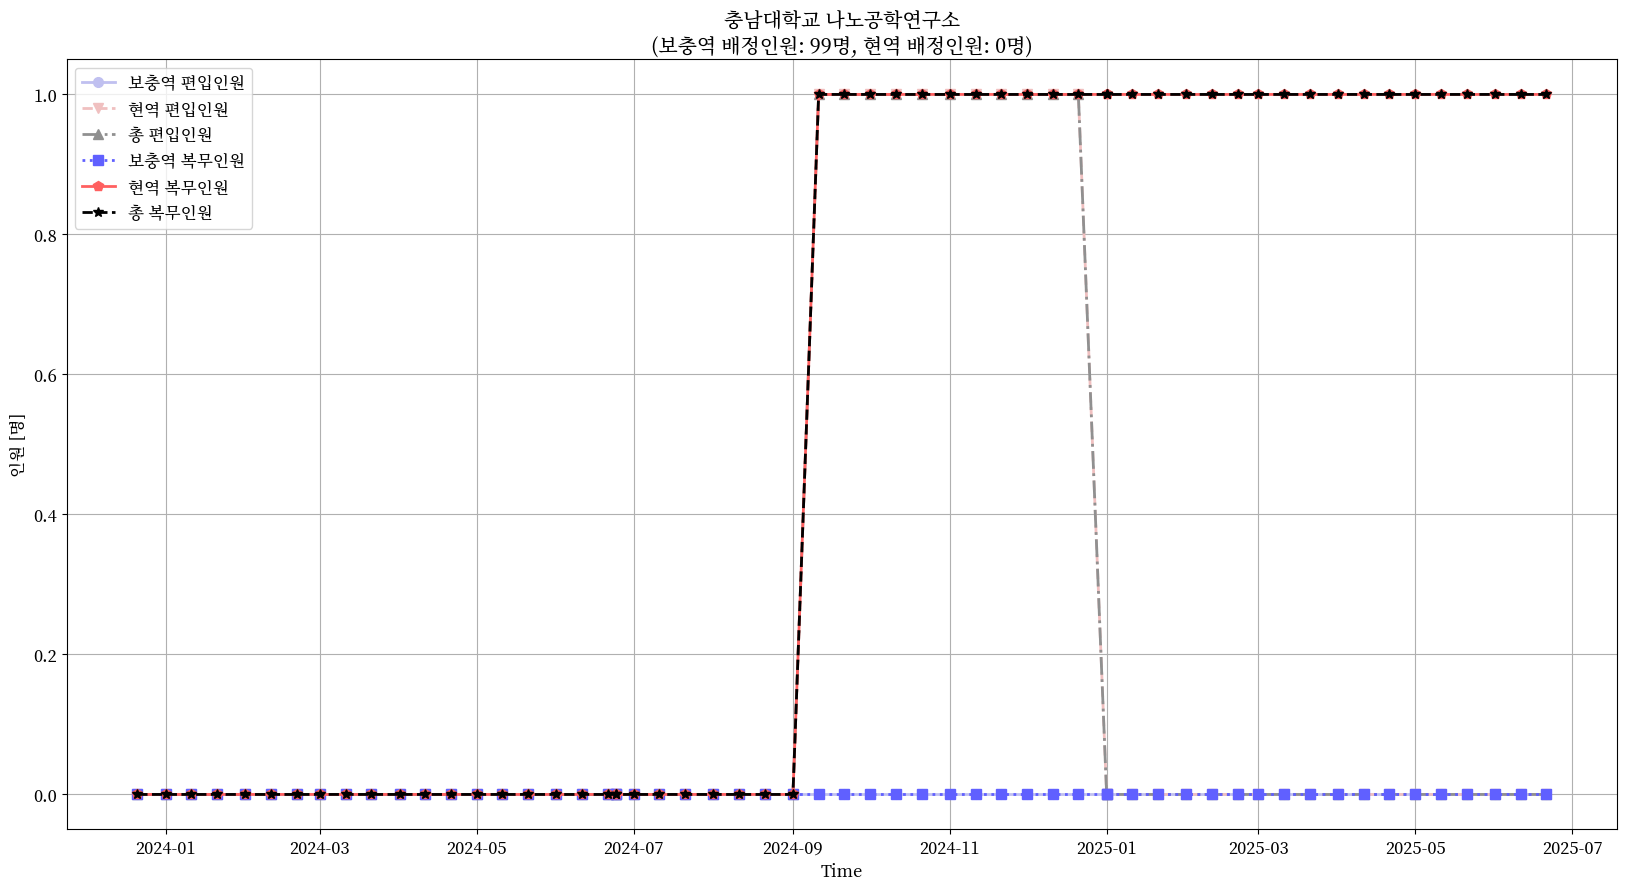 충남대학교 나노공학연구소
(보충역 배정인원: 99명, 현역 배정인원: 0명)
보충역 편입인원
현역 편입인원
총 편입인원
보충역 복무인원
현역 복무인원
총 복무인원
1.0
0.8
0.6
0.4
0.2
0.0
인원 [명]
2024-01
2024-03
2024-05
2024-07
2024-09
2024-11
2025-01
2025-03
2025-05
2025-07
Time